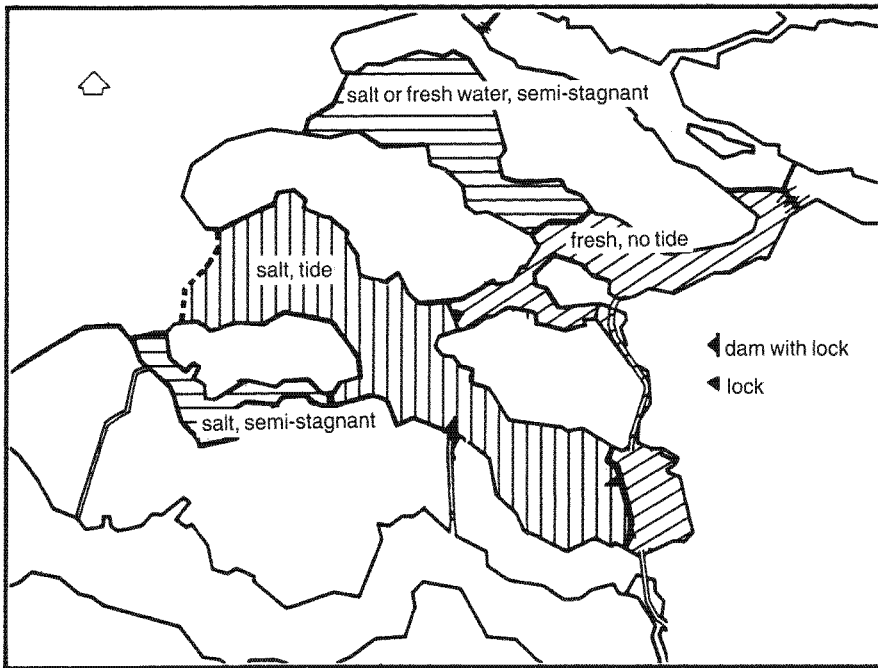 salt or fresh water, semi-stagnant
fresh, no tide
salt, tide
dam with lock
lock
salt, semi-stagnant